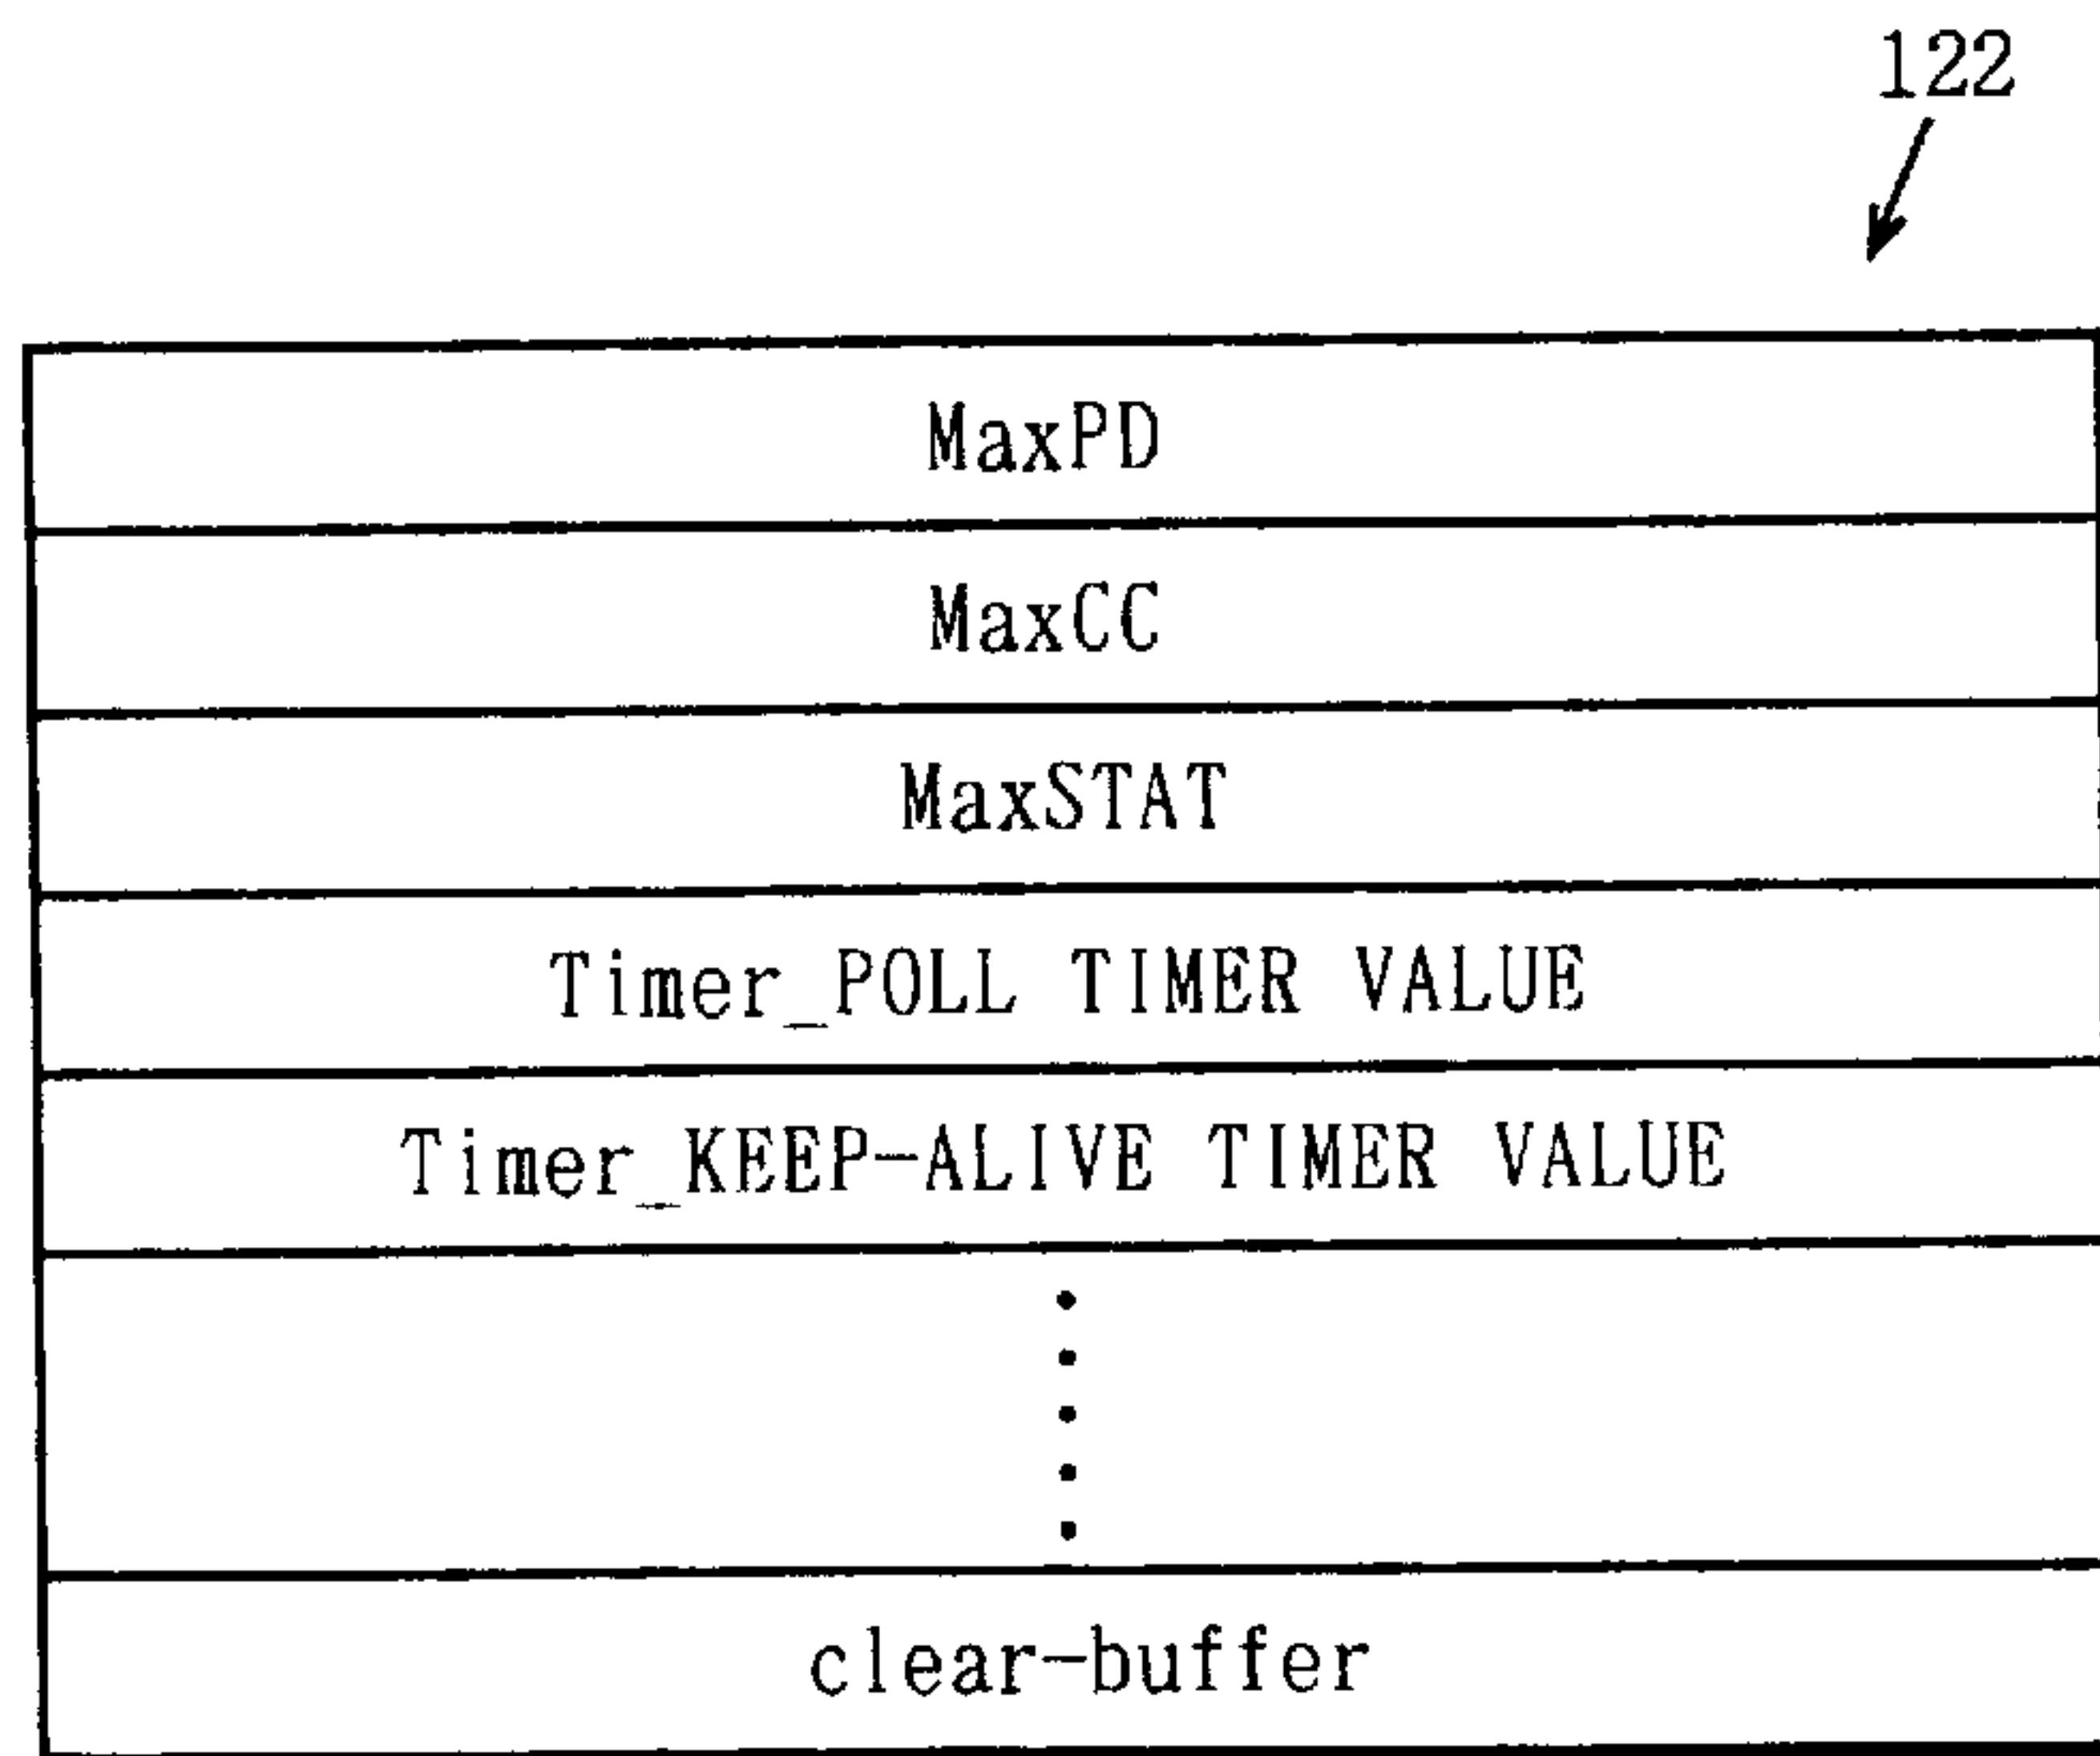 122
MaxPD
MaxCC
MaxSTAT
Timer_POLL TIMER VALUE
Timer_KEEP-ALIVE TIMER VALUE
clear-buffer